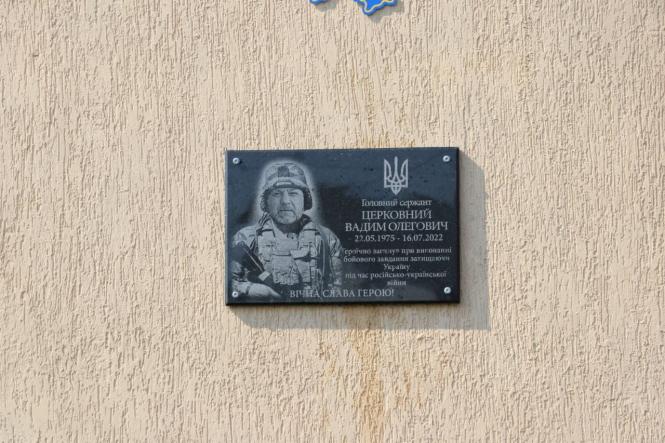 Головний сержант
ЦЕРКОВНИЙ
ВАДИМ ОЛЕГОВИЧ
22.05.1975 - 16.07.2022
Героїчно загинув при виконанні
бойового завдання захищаючи
Україну
під час російсько-української
війни
ВІЧНА СЛАВА ГЕРОЮ!